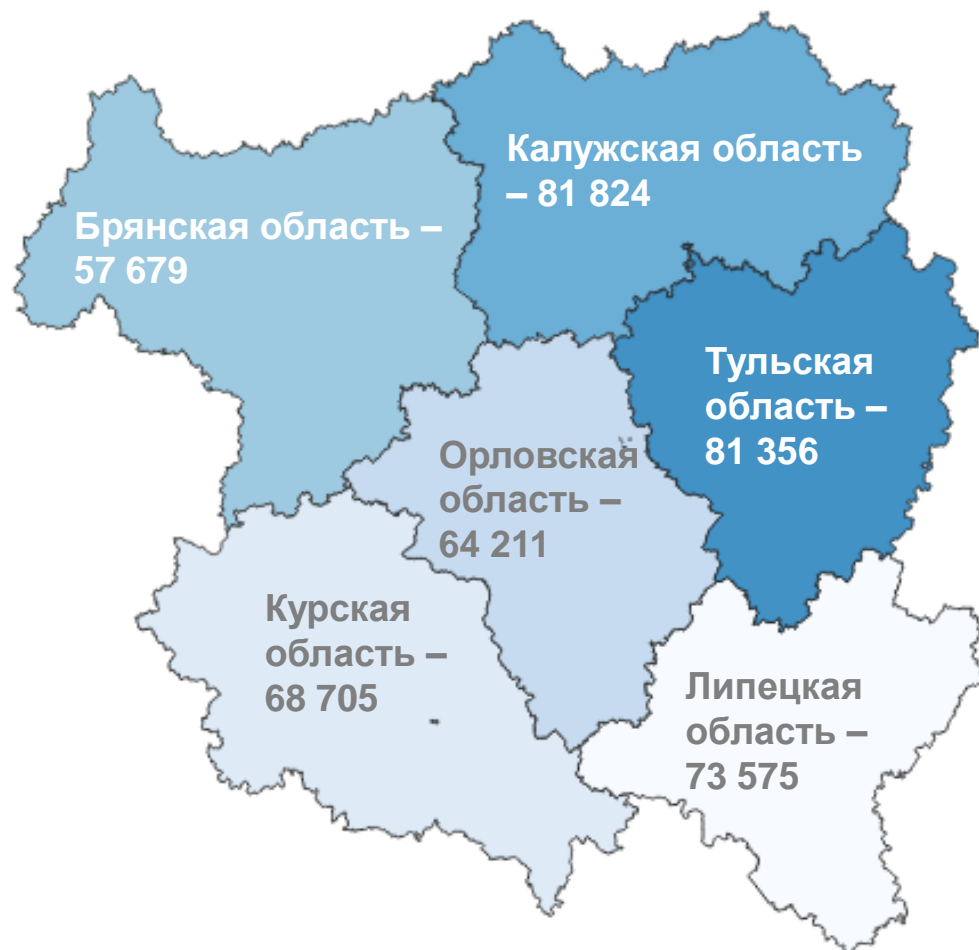 Калужская область
– 81 824
Брянская область –
57 679
Тульская
область –
81 356
Орловская
область –
64 211
Курская
область –
68 705
Липецкая
область –
73 575